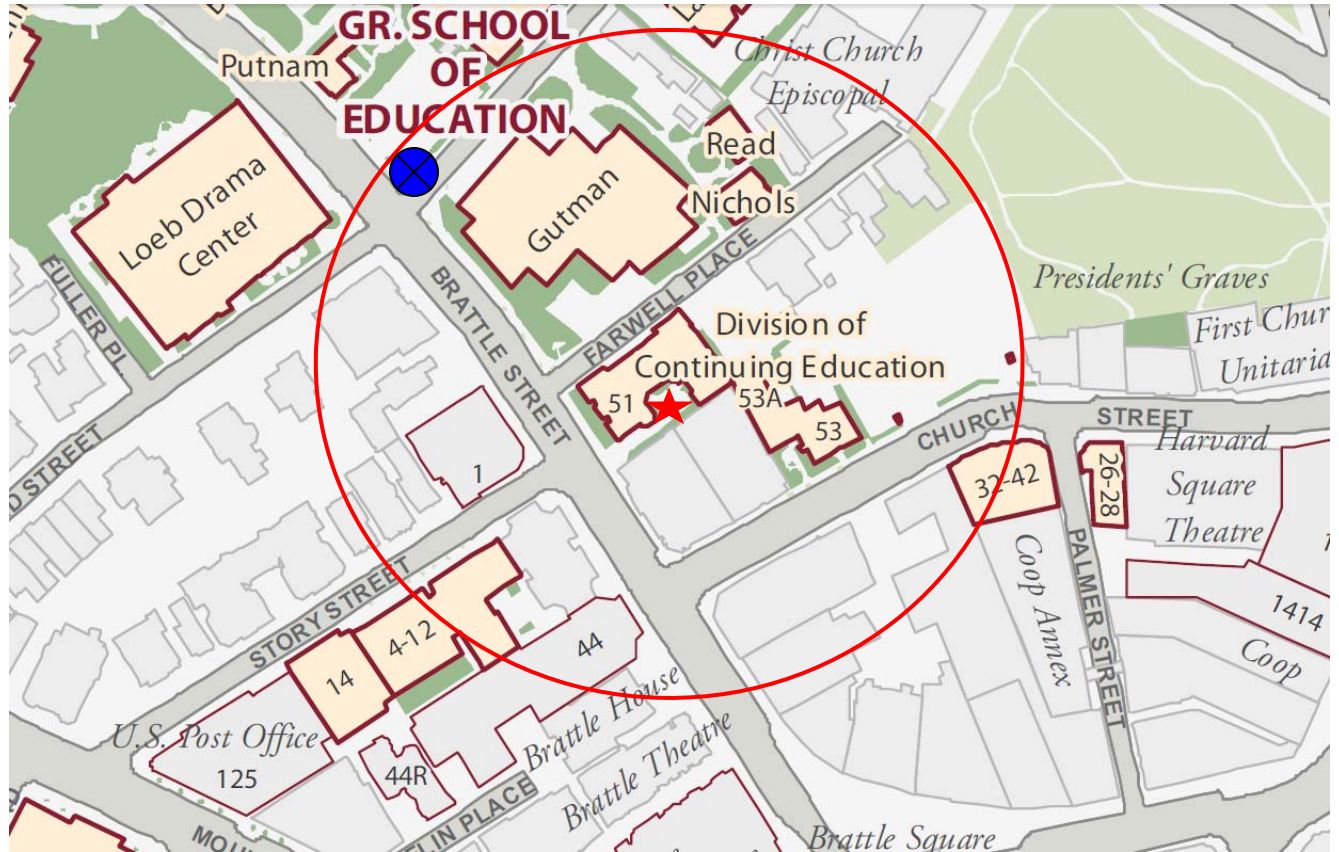 GR. SCHOOL
OF
EDUCATION
Putnam
Christ Church
Episcopal
Read
Nichols
Loeb Drama
Center
Gutman
FULLER PL.
BRATTLE STREET
FARWELL PLACE
Presidents' Graves
First Chur
Unitaria
Division of
Continuing Education
51
53A
53
CHURCH
STREET
Harvard
Square
Theatre
1
32-42
26-28
D STREET
STORY STREET
4-12
14
44
Coop Annex
PALMER STREET
1414
Coop
U.S. Post Office
125
44R
Brattle House
Brattle Theatre
LIN PLACE
MOU
Brattle Square